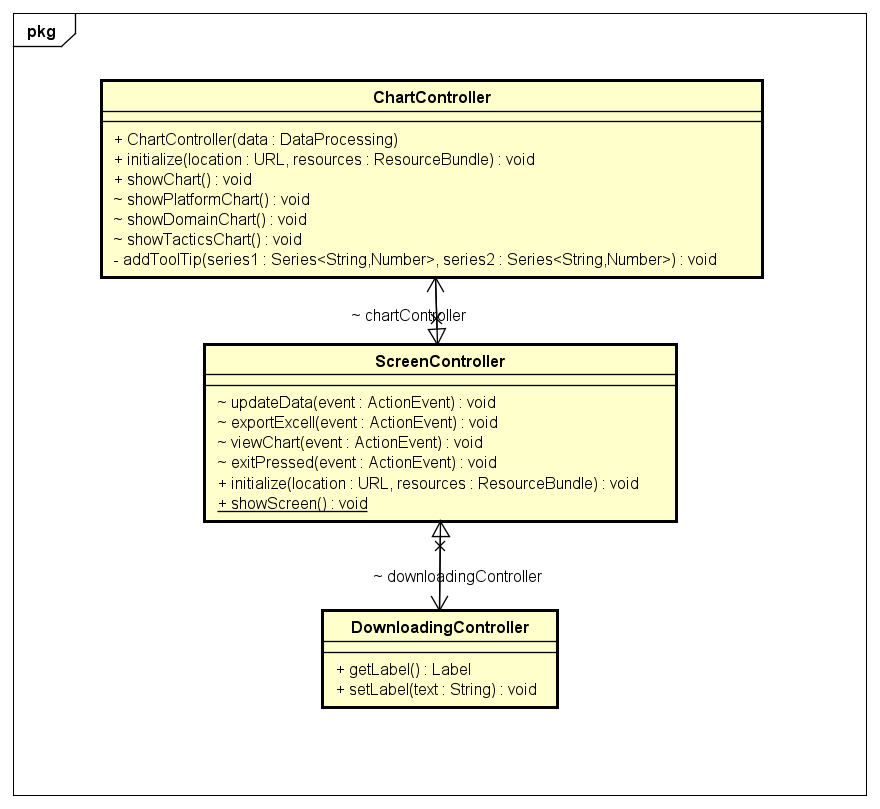 pkg
ChartController
+ ChartController(data : DataProcessing)
+ initialize(location : URL, resources : ResourceBundle) : void
+ showChart() : void
~ showPlatformChart() : void
~ showDomainChart() : void
~ showTacticsChart() : void
- addToolTip(series1 : Series<String,Number>, series2 : Series<String,Number>) : void
~ chartController
ScreenController
~ updateData(event : ActionEvent) : void
~ exportExcell(event : ActionEvent) : void
~ viewChart(event : ActionEvent) : void
~ exitPressed(event : ActionEvent) : void
+ initialize(location : URL, resources : ResourceBundle) : void
+ showScreen() : void
~ downloadingController
DownloadingController
+ getLabel() : Label
+ setLabel(text : String) : void